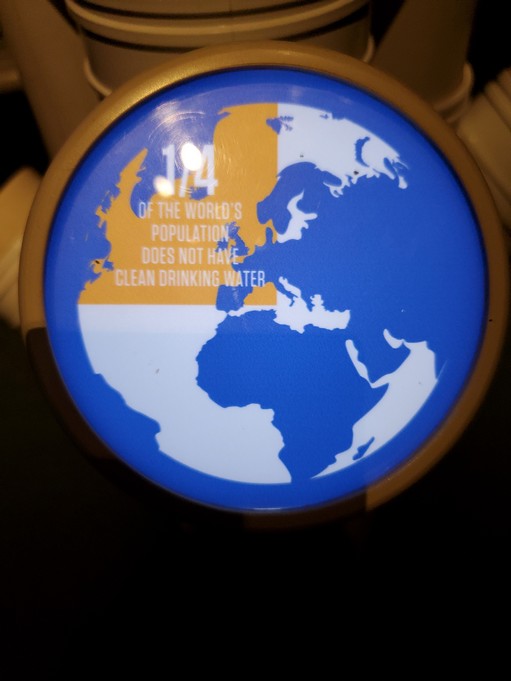 1/4
OF THE WORLD'S
POPULATION
DOES NOT HAVE
CLEAN DRINKING WATER